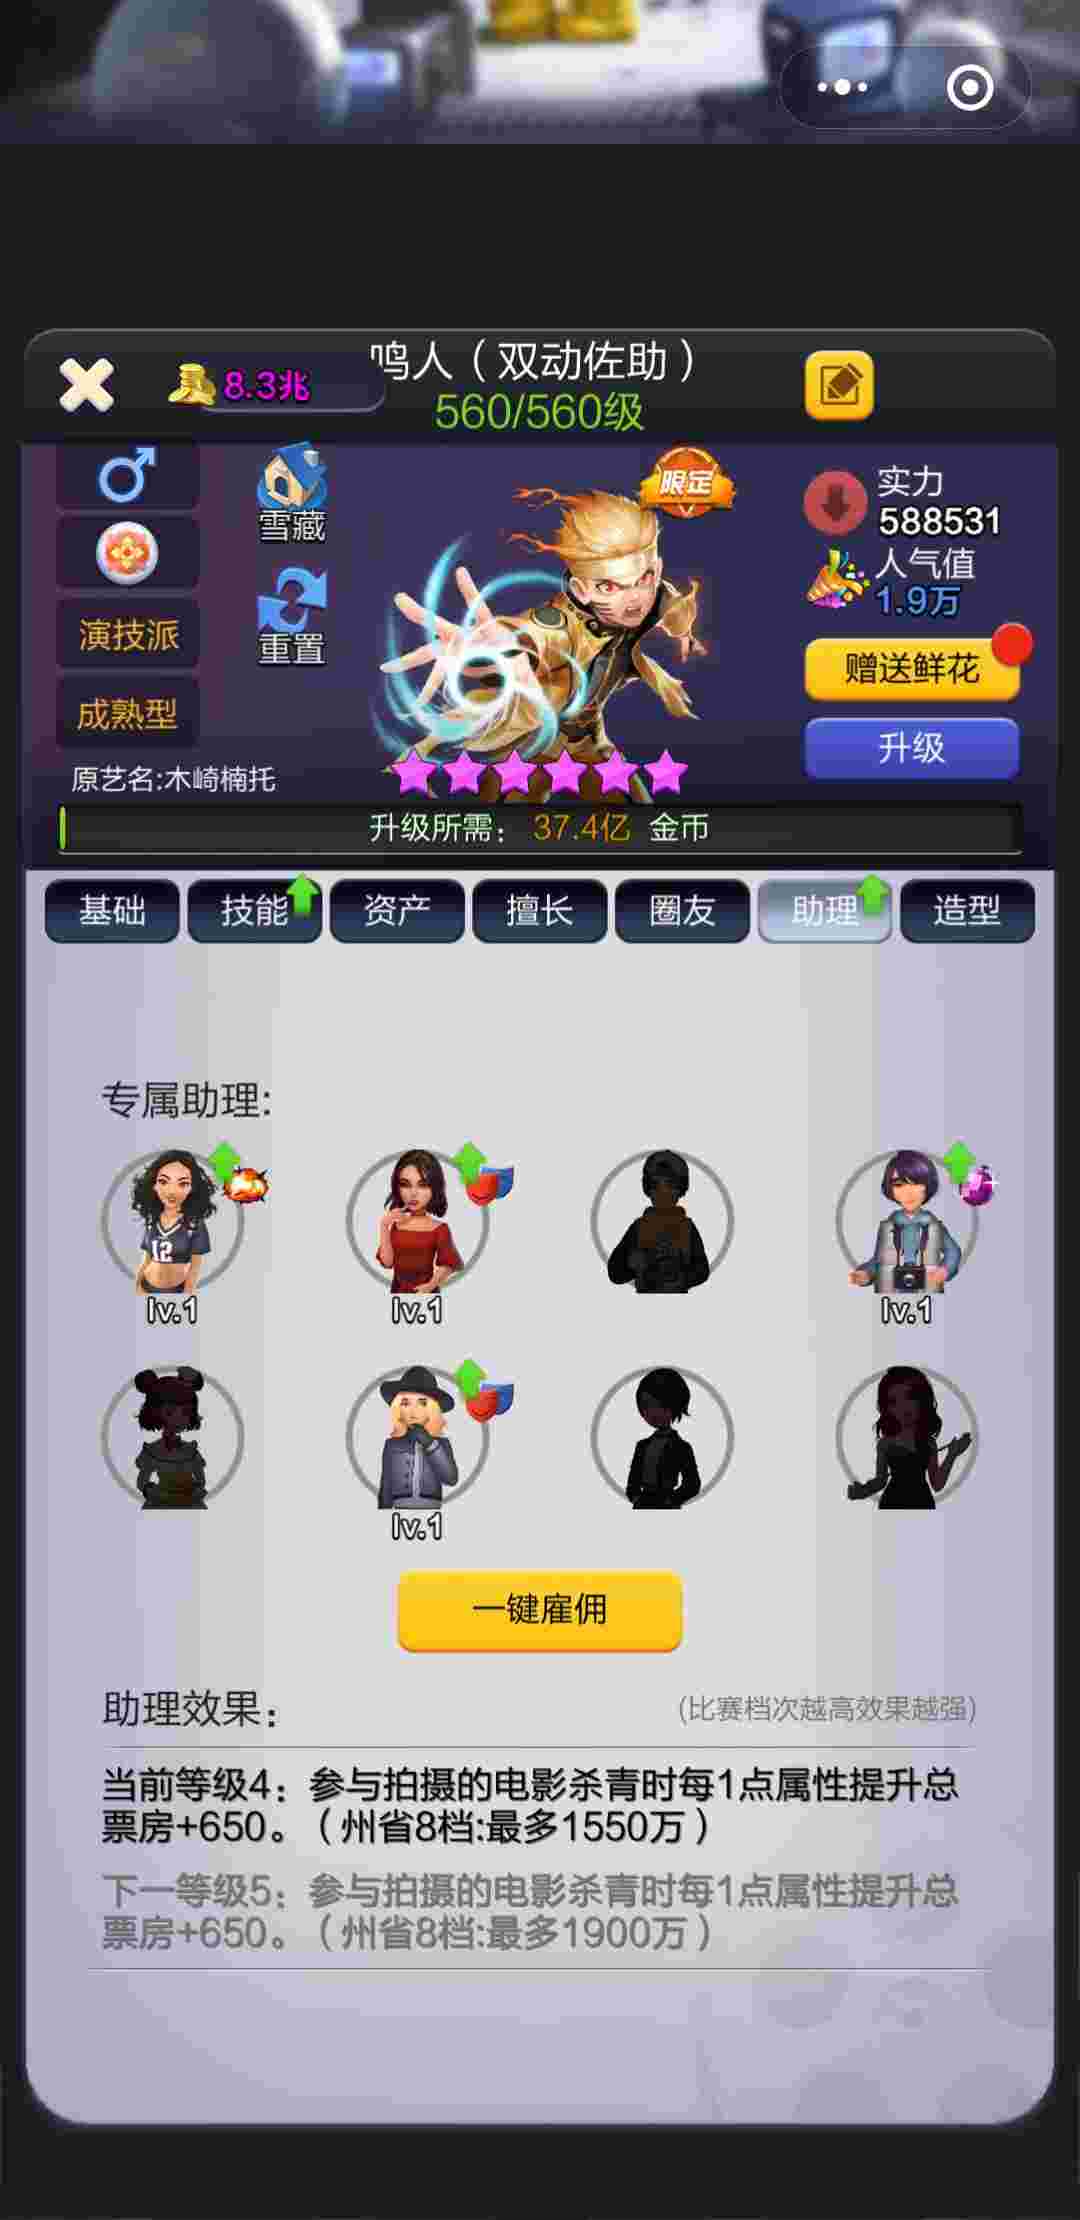 鸣人（双动佐助）
8.3兆
560/560级
限定
实力
588531
雪藏
人气值
1.9万
演技派
重置
赠送鲜花
成熟型
升级
原艺名:木崎楠托
升级所需： 37.4亿 金币
基础 技能 资产 擅长 圈友 助理 造型
专属助理:
12
lv.1 lv.1 lv.1
lv.1
一键雇佣
助理效果：
(比赛档次越高效果越强)
当前等级4：参与拍摄的电影杀青时每1点属性提升总
票房+650。（州省8档:最多1550万）
下一等级5：参与拍摄的电影杀青时每1点属性提升总
票房+650。（州省8档:最多1900万）